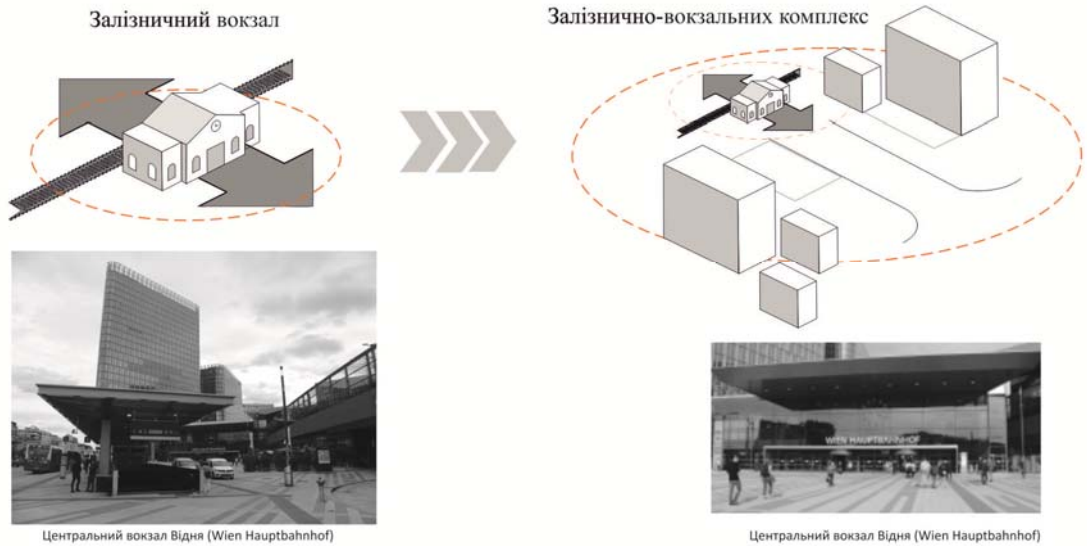 Залізничний вокзал
Залізнично-вокзальних комплекс
WIEN HAUPTBAHNHOF
Центральний вокзал Відня (Wien Hauptbahnhof)
Центральний вокзал Відня (Wien Hauptbahnhof)